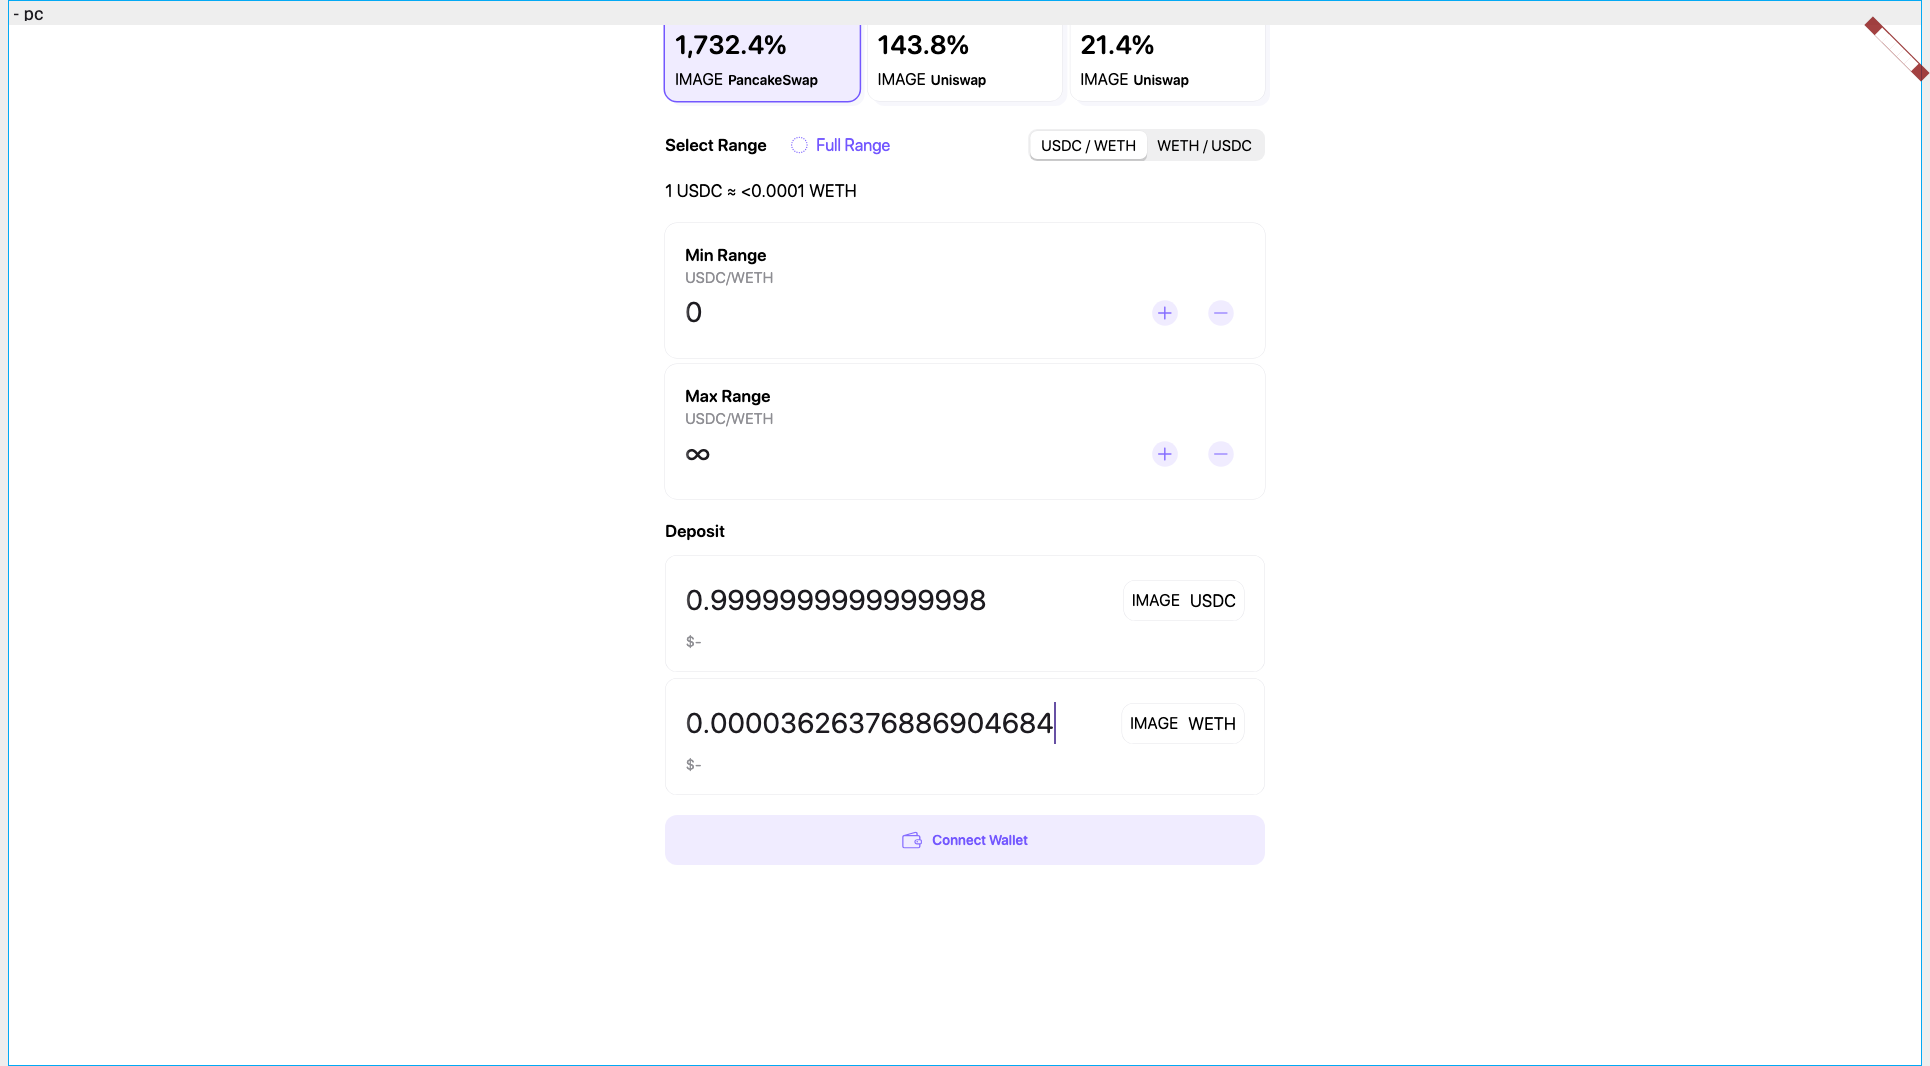 - pc
1,732.4% 143.8% 21.4%
IMAGE PancakeSwap IMAGE Uniswap IMAGE Uniswap
Select Range Full Range USDC / WETH WETH / USDC
1 USDC ≈ <0.0001 WETH
Min Range
USDC/WETH
0
Max Range
USDC/WETH
∞
Deposit
0.9999999999999998 IMAGE USDC
$-
0.00003626376886904684 IMAGE WETH
$-
Connect Wallet